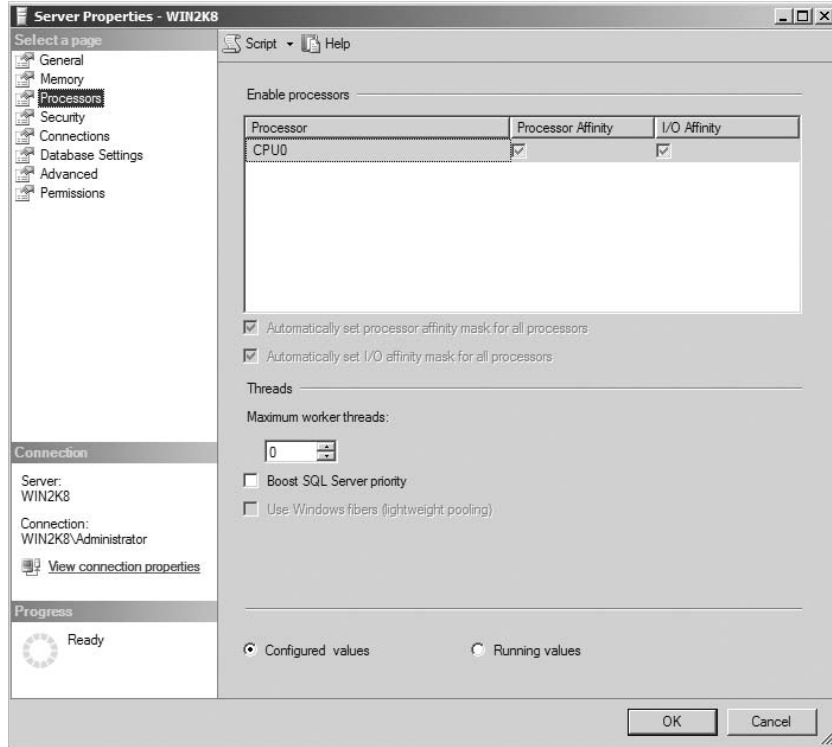 Server Properties - WIN2K8
Select a page
General
Memory
Processors
Security
Connections
Database Settings
Advanced
Permissions
Script
Help
Enable processors
Processor Processor Affinity I/O Affinity
CPU0
Automatically set processor affinity mask for all processors
Automatically set I/O affinity mask for all processors
Threads
Maximum worker threads:
0
Boost SQL Server priority
Use Windows fibers (lightweight pooling)
Connection
Server:
WIN2K8
Connection:
WIN2K8\Administrator
View connection properties
Progress
Ready
Configured values
Running values
OK
Cancel